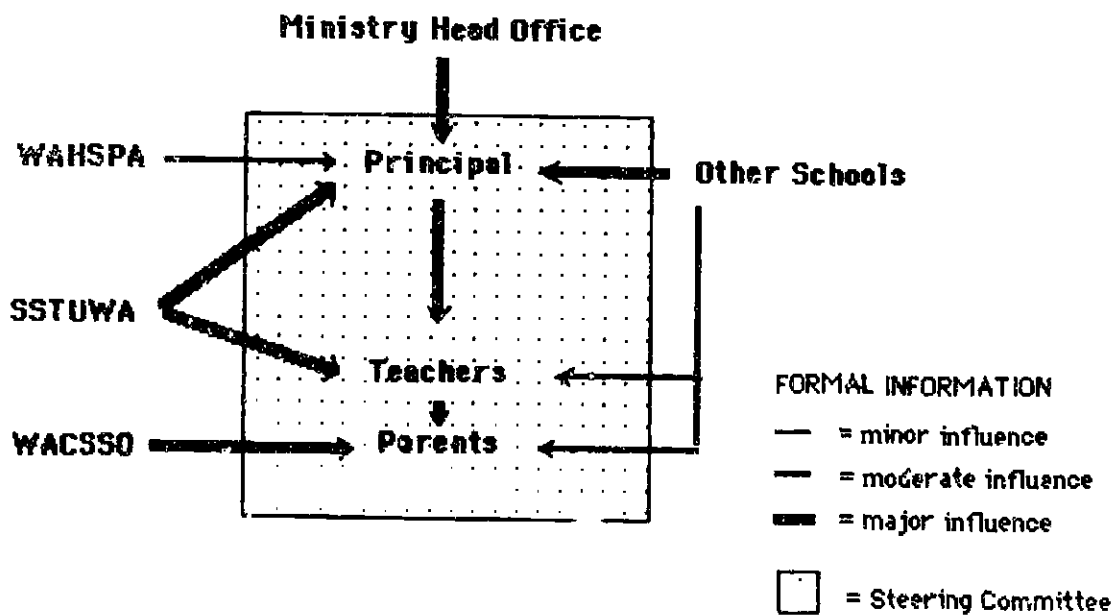 Ministry Head Office
WAHSPA
Principal
Other Schools
SSTUWA
Teachers
WACSSO
Parents
FORMAL INFORMATION
= minor influence
= moderate influence
= major influence
= Steering Committee